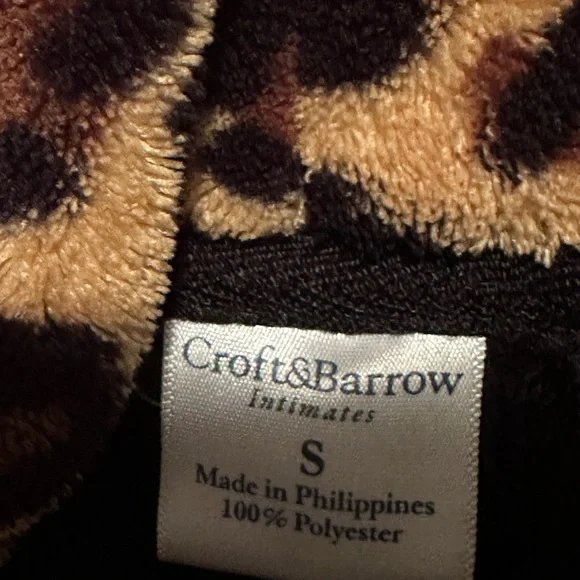 Croft&Barrow
Intimates
S
Made in Philippines
100% Polyester